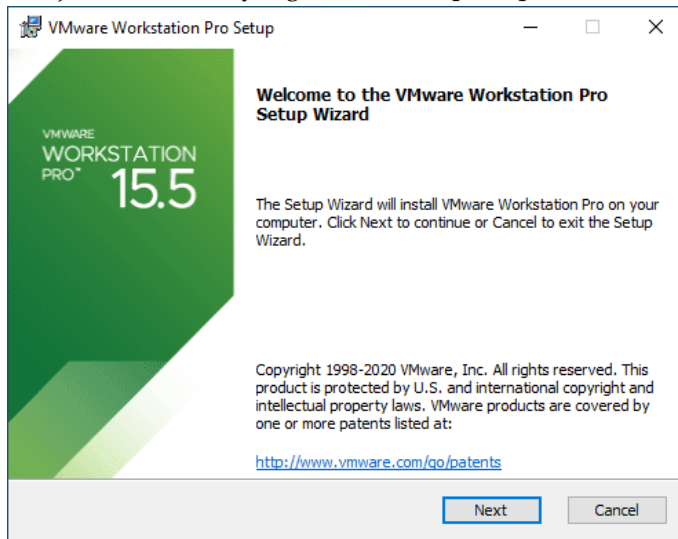 VMware Workstation Pro Setup
VMWARE
WORKSTATION
PRO™ 15.5
Welcome to the VMware Workstation Pro
Setup Wizard
The Setup Wizard will install VMware Workstation Pro on your
computer. Click Next to continue or Cancel to exit the Setup
Wizard.
Copyright 1998-2020 VMware, Inc. All rights reserved. This
product is protected by U.S. and international copyright and
intellectual property laws. VMware products are covered by
one or more patents listed at:
http://www.vmware.com/go/patents
Next Cancel